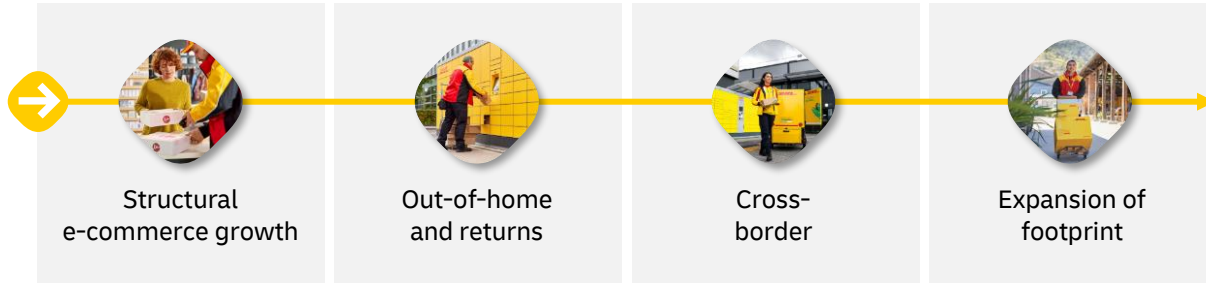 Structural
e-commerce growth
Out-of-home
and returns
Cross-
border
Expansion of
footprint